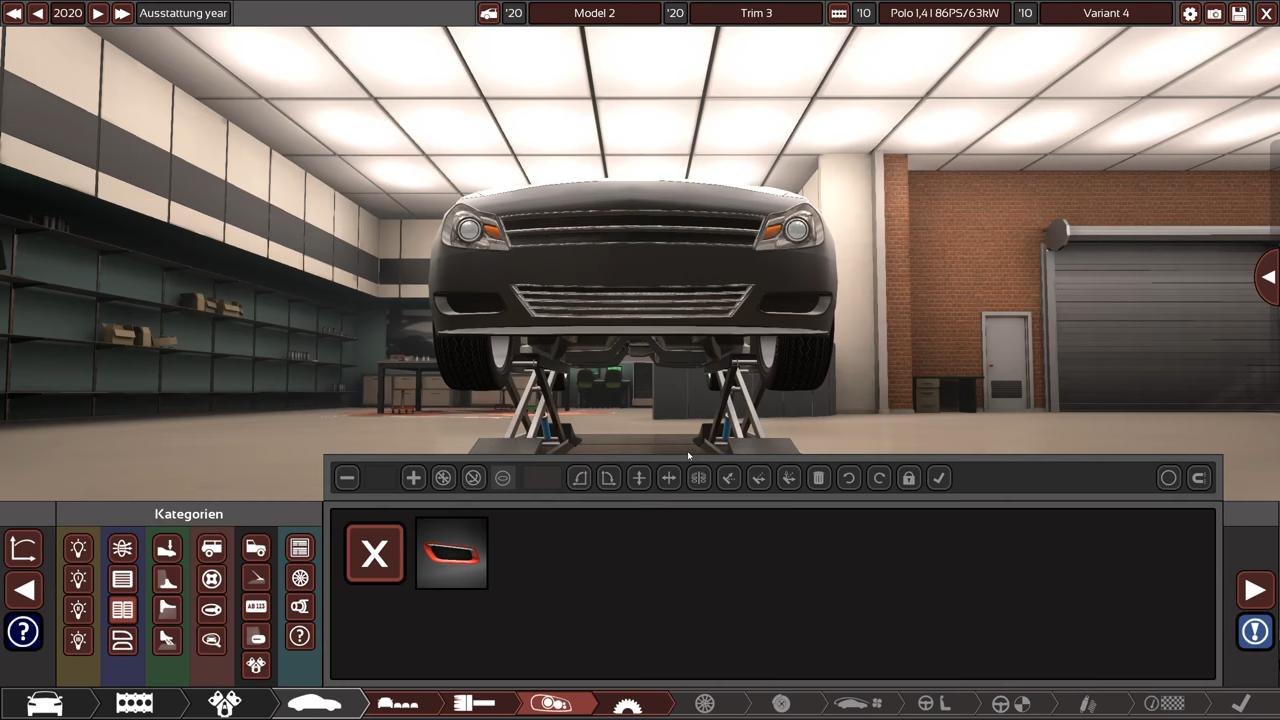 2020
Ausstattung year
'20
Model 2
'20
Trim 3
'10
Polo 1,4 l 86PS/63kW
'10
Variant 4
Kategorien
AB 123